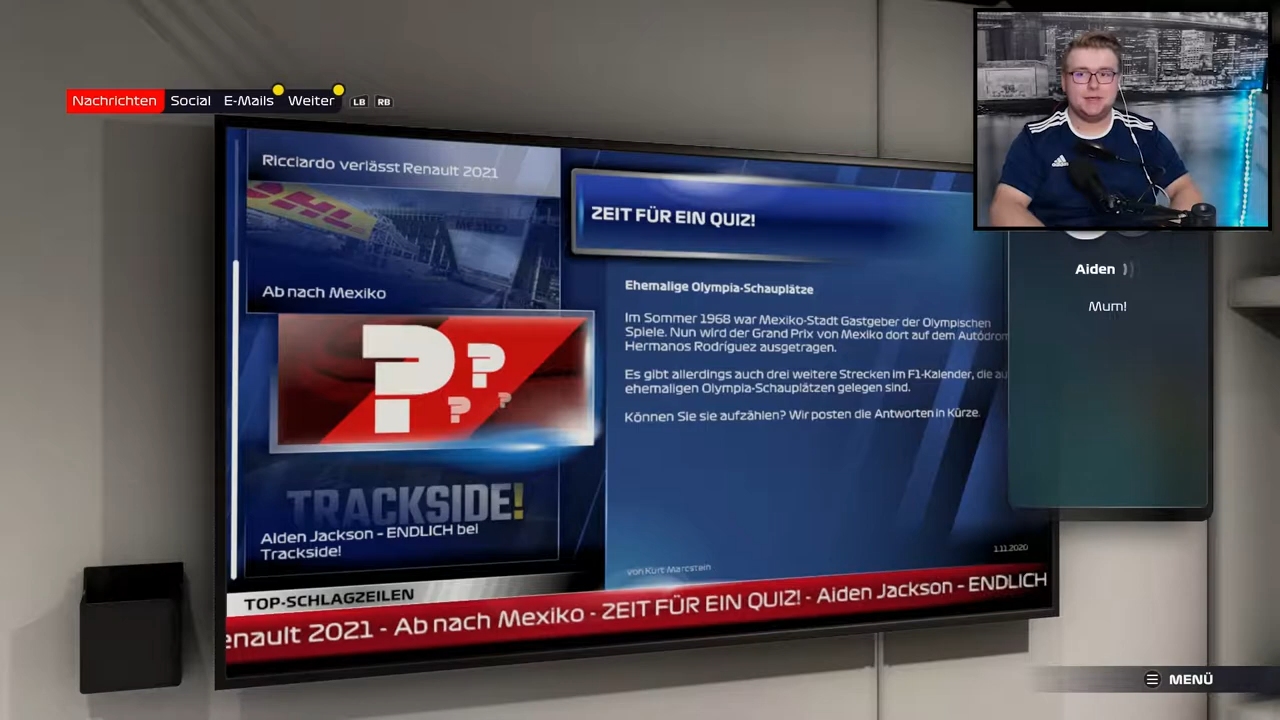 Nachrichten Social E-Mails Weiter LB RB
Ricciardo verlässt Renault 2021
DHL
MEXICO
Ab nach Mexiko
? ? ? ?
TRACKSIDE!
Aiden Jackson - ENDLICH bei
Trackside!
ZEIT FÜR EIN QUIZ!
Ehemalige Olympia-Schauplätze
Im Sommer 1968 war Mexiko-Stadt Gastgeber der Olympischen
Spiele. Nun wird der Grand Prix von Mexiko dort auf dem Autódrom
Hermanos Rodríguez ausgetragen.
Es gibt allerdings auch drei weitere Strecken im F1-Kalender, die au
ehemaligen Olympia-Schauplätzen gelegen sind.
Können Sie sie aufzählen? Wir posten die Antworten in Kürze.
von Kurt Marcstein
1.11.2020
TOP-SCHLAGZEILEN
enault 2021 - Ab nach Mexiko - ZEIT FÜR EIN QUIZ! - Aiden Jackson - ENDLICH
adidas
Aiden
Mum!
MENÜ